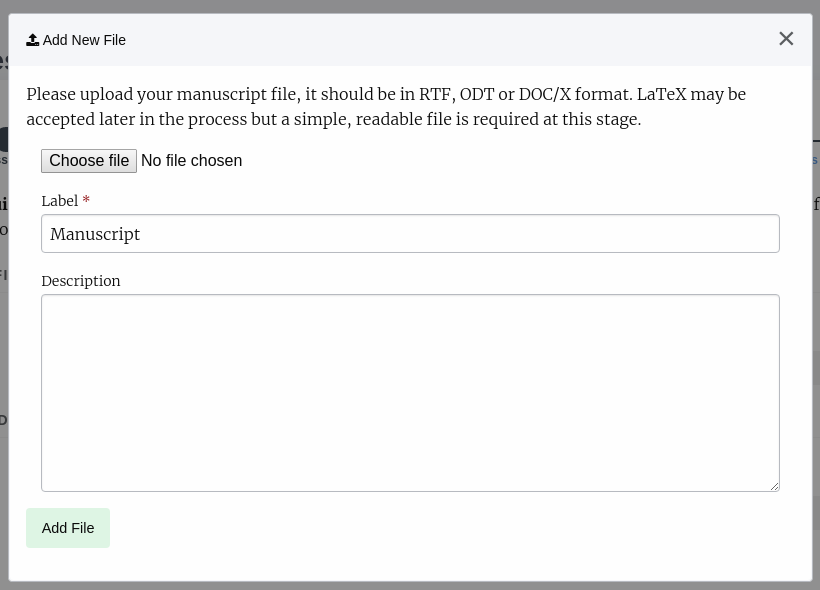 Add New File
Please upload your manuscript file, it should be in RTF, ODT or DOC/X format. LaTeX may be
accepted later in the process but a simple, readable file is required at this stage.
Choose file No file chosen
Label *
Manuscript
Description
Add File